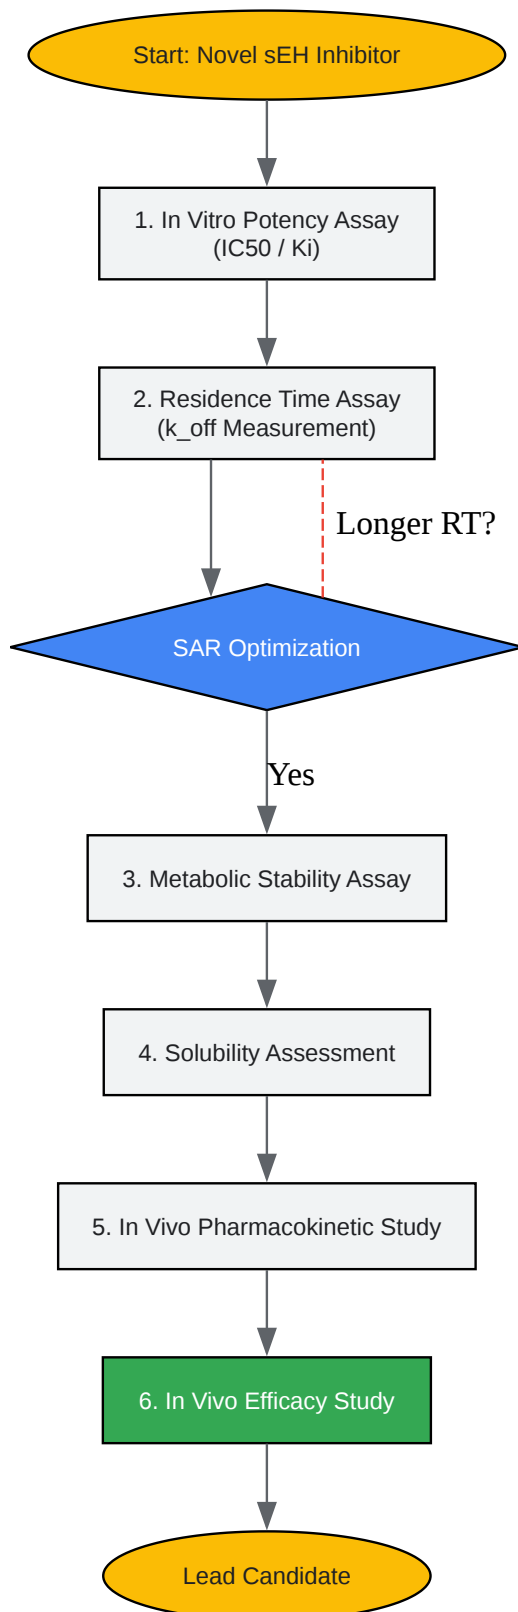 Start: Novel sEH Inhibitor
1. In Vitro Potency Assay
(IC50 / Ki)
2. Residence Time Assay
(k_off Measurement)
Longer RT?
SAR Optimization
Yes
3. Metabolic Stability Assay
4. Solubility Assessment
5. In Vivo Pharmacokinetic Study
6. In Vivo Efficacy Study
Lead Candidate